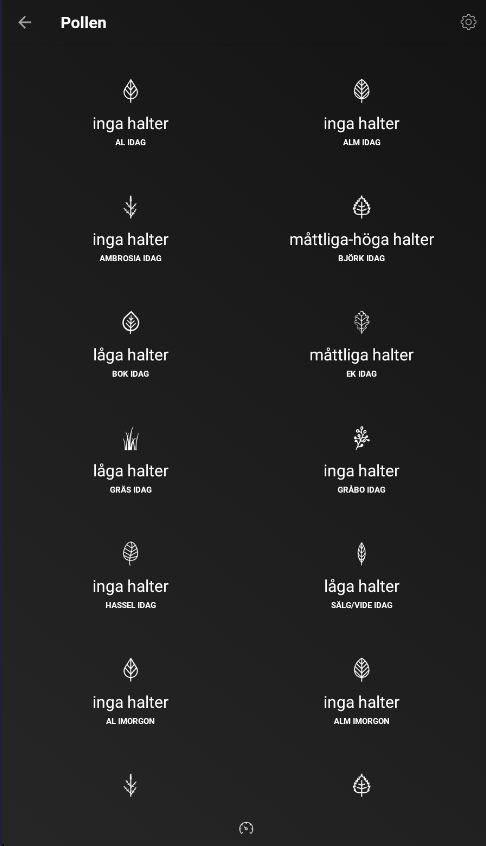 Pollen
inga halter
AL IDAG
inga halter
ALM IDAG
inga halter
AMBROSIA IDAG
måttliga-höga halter
BJÖRK IDAG
låga halter
BOK IDAG
måttliga halter
EK IDAG
låga halter
GRÄS IDAG
inga halter
GRÅBO IDAG
inga halter
HASSEL IDAG
låga halter
SÄLG/VIDE IDAG
inga halter
AL IMORGON
inga halter
ALM IMORGON